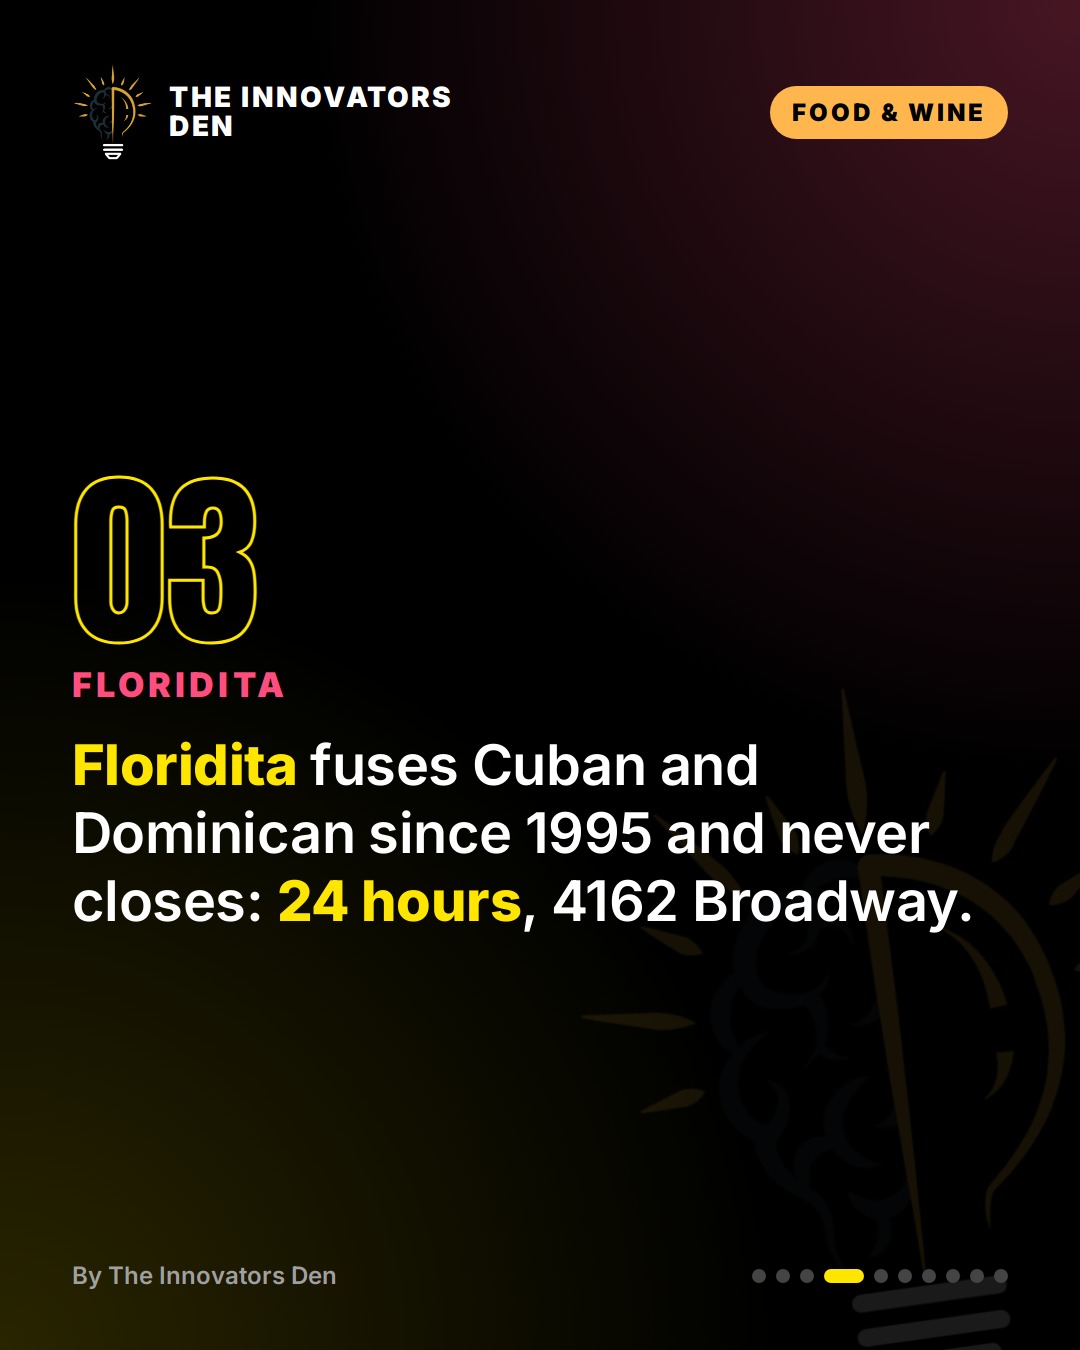 THE INNOVATORS
DEN
FOOD & WINE
03
FLORIDITA
Floridita fuses Cuban and
Dominican since 1995 and never
closes: 24 hours, 4162 Broadway.
By The Innovators Den